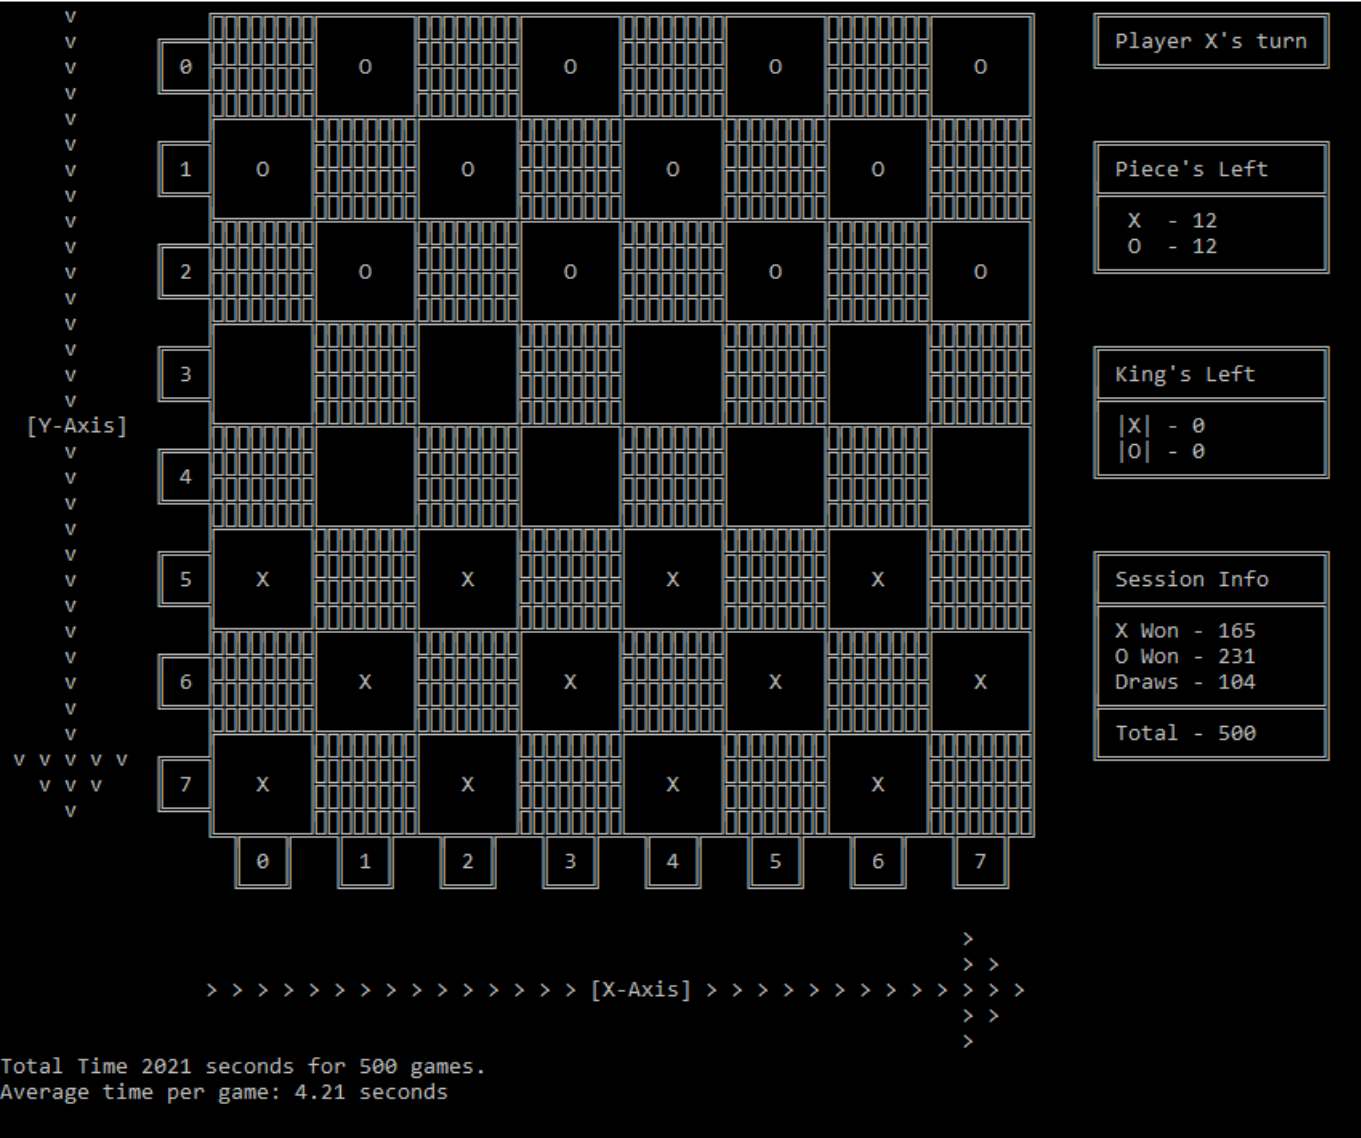 Player X's turn
0 O O O O
1 O O O O
Piece's Left
X - 12
O - 12
2 O O O O
3
King's Left
|X| - 0
|O| - 0
[Y-Axis]
4
5 X X X X
Session Info
X Won - 165
O Won - 231
Draws - 104
Total - 500
6 X X X X
7 X X X X
0 1 2 3 4 5 6 7
> > > > > > > > > > > > > > > [X-Axis] > > > > > > > > > > > > >
Total Time 2021 seconds for 500 games.
Average time per game: 4.21 seconds